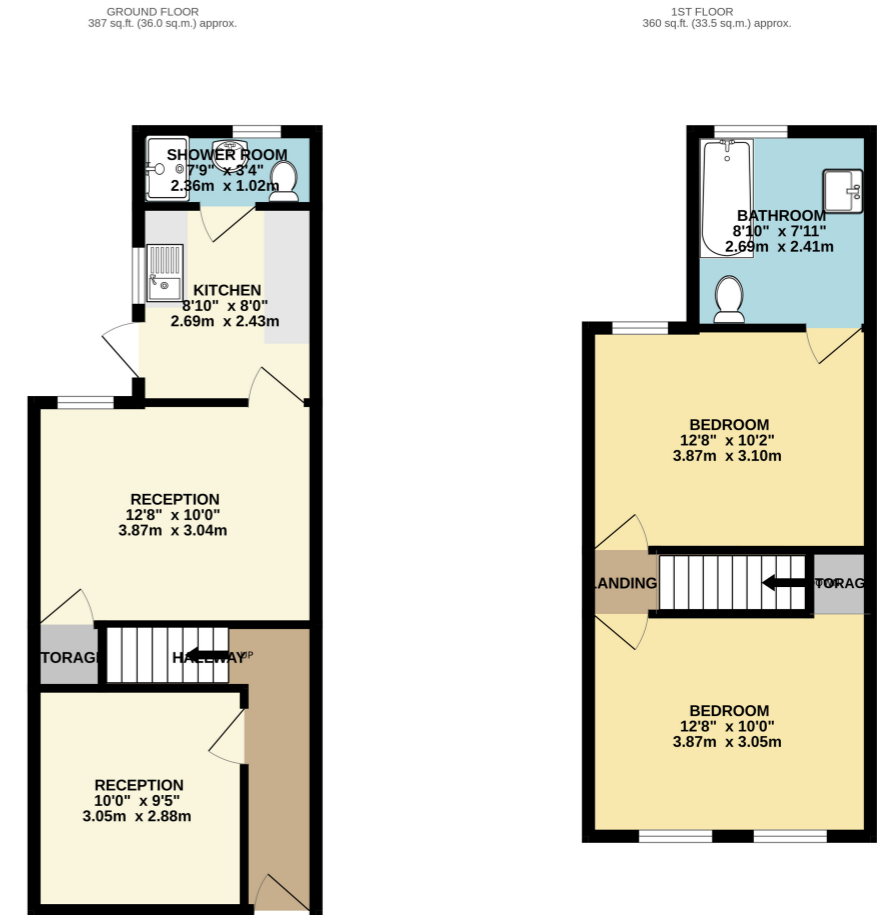 GROUND FLOOR
387 sq.ft. (36.0 sq.m.) approx.
SHOWER ROOM
7'9" x 3'4"
2.36m x 1.02m
KITCHEN
8'10" x 8'0"
2.69m x 2.43m
RECEPTION
12'8" x 10'0"
3.87m x 3.04m
TORAG
HALLWAY
UP
RECEPTION
10'0" x 9'5"
3.05m x 2.88m
1ST FLOOR
360 sq.ft. (33.5 sq.m.) approx.
BATHROOM
8'10" x 7'11"
2.69m x 2.41m
BEDROOM
12'8" x 10'2"
3.87m x 3.10m
LANDING
TORAG
BEDROOM
12'8" x 10'0"
3.87m x 3.05m